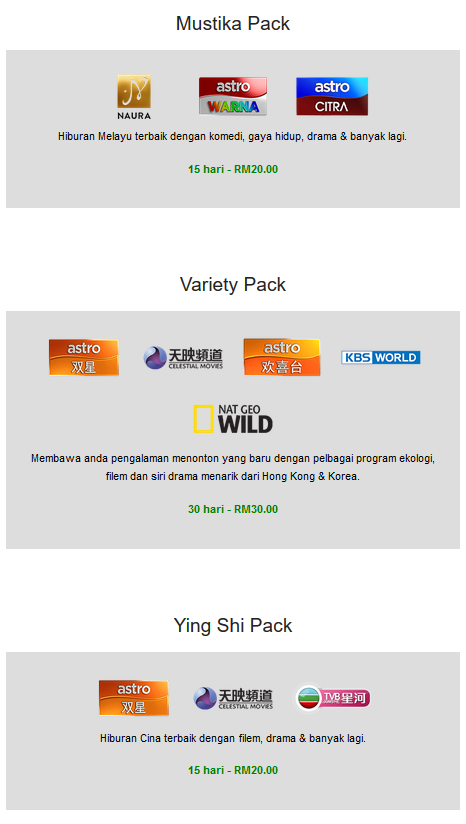 Mustika Pack
NAURA
astro
WARNA
astro
CITRA
Hiburan Melayu terbaik dengan komedi, gaya hidup, drama & banyak lagi.
15 hari - RM20.00
Variety Pack
astro
双星
天映頻道
CELESTIAL MOVIES
astro
欢喜台
KBS WORLD
NAT GEO
WILD
Membawa anda pengalaman menonton yang baru dengan pelbagai program ekologi,
filem dan siri drama menarik dari Hong Kong & Korea.
30 hari - RM30.00
Ying Shi Pack
astro
双星
天映頻道
CELESTIAL MOVIES
TVB星河
Hiburan Cina terbaik dengan filem, drama & banyak lagi.
15 hari - RM20.00